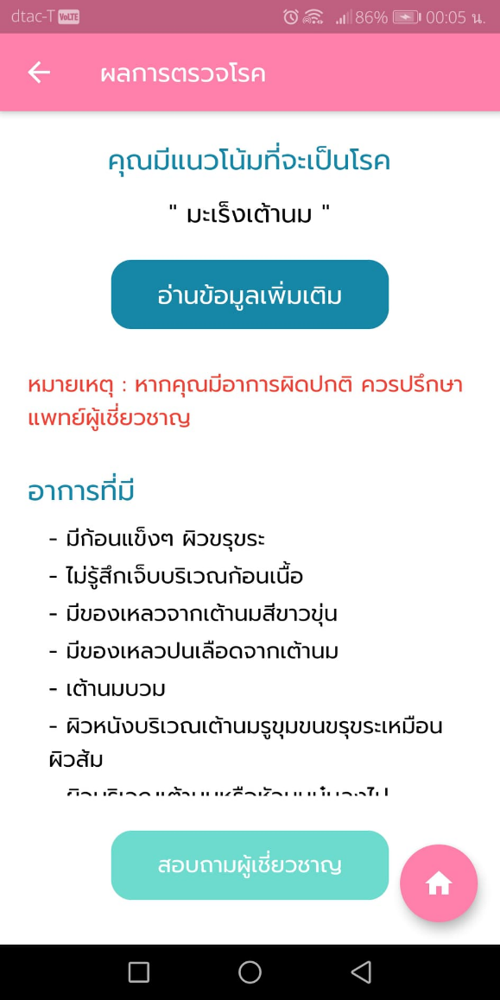 dtac-T VoLTE 86% 00:05 น.
ผลการตรวจโรค
คุณมีแนวโน้มที่จะเป็นโรค
" มะเร็งเต้านม "
อ่านข้อมูลเพิ่มเติม
หมายเหตุ : หากคุณมีอาการผิดปกติ ควรปรึกษา
แพทย์ผู้เชี่ยวชาญ
อาการที่มี
- มีก้อนแข็งๆ ผิวขรุขระ
- ไม่รู้สึกเจ็บบริเวณก้อนเนื้อ
- มีของเหลวจากเต้านมสีขาวขุ่น
- มีของเหลวปนเลือดจากเต้านม
- เต้านมบวม
- ผิวหนังบริเวณเต้านมรูขุมขนขรุขระเหมือน
ผิวส้ม
สอบถามผู้เชี่ยวชาญ